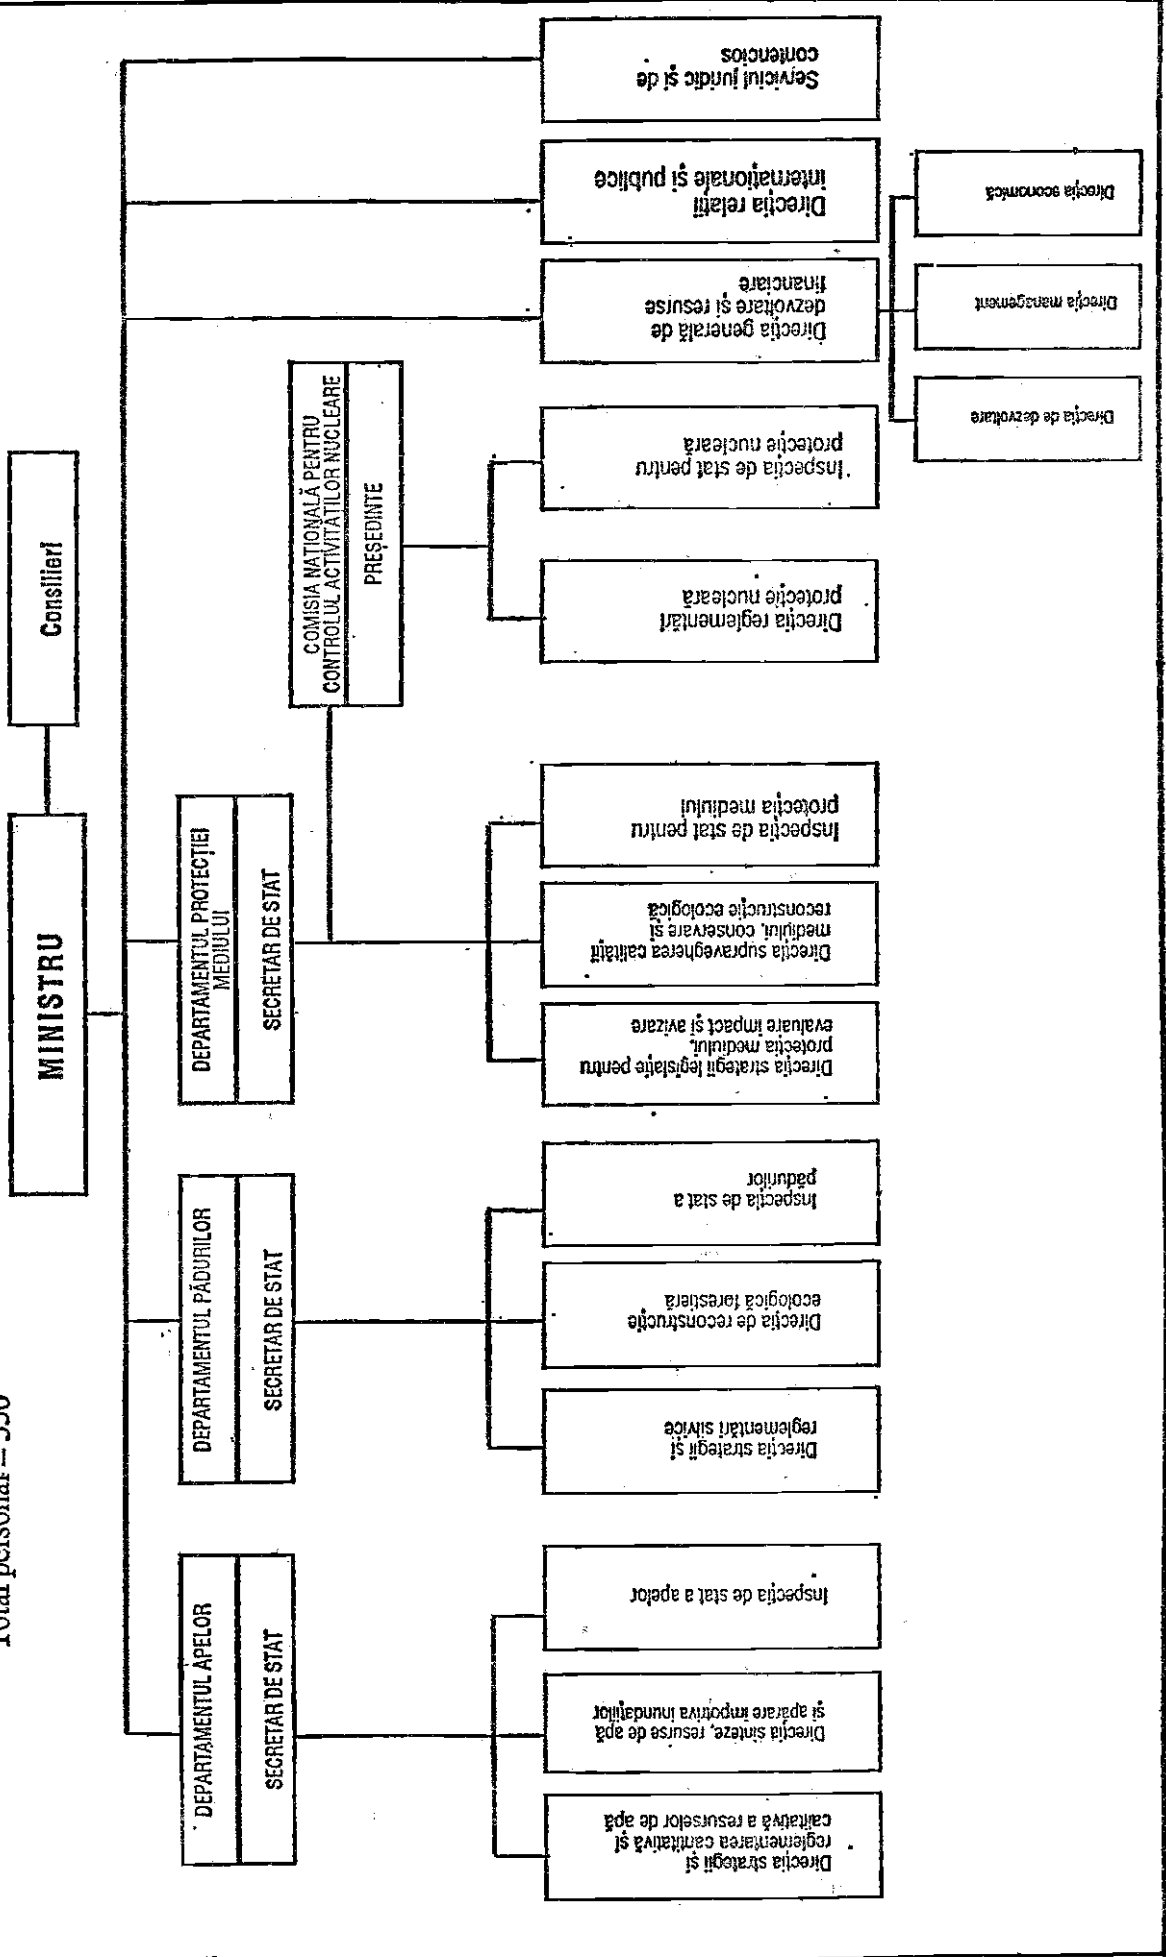 Total personal — 350
MINISTRU
Consilieri
DEPARTAMENTUL APELOR
SECRETAR DE STAT
DEPARTAMENTUL PĂDURILOR
SECRETAR DE STAT
DEPARTAMENTUL PROTECȚIEI
MEDIULUI
SECRETAR DE STAT
COMISIA NAȚIONALĂ PENTRU
CONTROLUL ACTIVITĂȚILOR NUCLEARE
PREȘEDINTE
Direcția strategii și
reglementarea cantitativă și
calitativă a resurselor de apă
Direcția sinteze, resurse de apă
și apărare împotriva inundațiilor
Inspecția de stat a apelor
Direcția strategii și
reglementări silvice
Direcția de reconstrucție
ecologică forestieră
Inspecția de stat a
pădurilor
Direcția strategii legislație pentru
protecția mediului,
evaluare impact și avizare
Direcția supravegherea calității
mediului, conservare și
reconstrucție ecologică
Inspecția de stat pentru
protecția mediului
Direcția reglementări
protecție nucleară
Inspecția de stat pentru
protecție nucleară
Direcția generală de
dezvoltare și resurse
financiare
Direcția relații
internaționale și publice
Serviciul juridic și de
contencios
Direcția de dezvoltare
Direcția management
Direcția economică